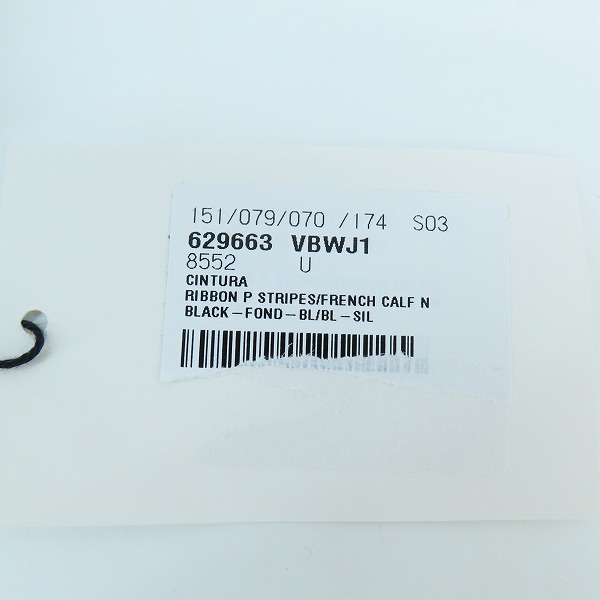 151/079/070 /174 S03
629663 VBWJ1
8552 U
CINTURA
RIBBON P STRIPES/FRENCH CALF N
BLACK-FOND-BL/BL-SIL